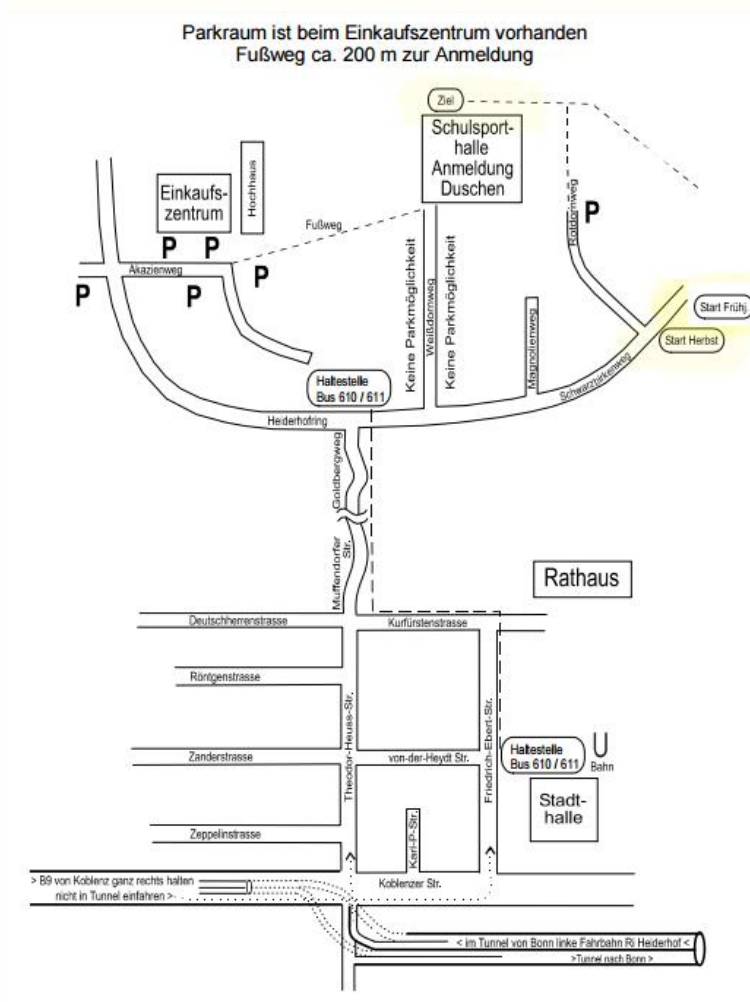 Parkraum ist beim Einkaufszentrum vorhanden
Fußweg ca. 200 m zur Anmeldung
Ziel
Schulsport-
halle
Anmeldung
Duschen
Hochhaus
Einkaufs-
zentrum
Fußweg
Rotdornweg
P
P
P
Akazienweg
P
P
P
Keine Parkmöglichkeit
Weißdornweg
Keine Parkmöglichkeit
Magnolienweg
Start Frühj.
Start Herbst
Schwarzbirkenweg
Haltestelle
Bus 610 / 611
Heiderhofring
Goldbergweg
Muffendorfer
Str.
Rathaus
Deutschherrenstrasse
Kurfürstenstrasse
Röntgenstrasse
Theodor-Heuss-Str.
Friedrich-Ebert-Str.
Zanderstrasse
von-der-Heydt Str.
Haltestelle
Bus 610 / 611
U
Bahn
Stadt-
halle
Zeppelinstrasse
Karl-P-Str.
Koblenzer Str.
> B9 von Koblenz ganz rechts halten
nicht in Tunnel einfahren >
< im Tunnel von Bonn linke Fahrbahn Ri Heiderhof <
>Tunnel nach Bonn >